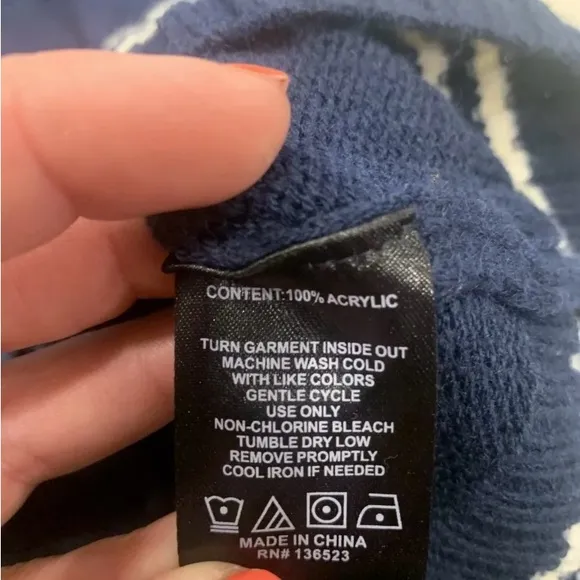 CONTENT:100% ACRYLIC
TURN GARMENT INSIDE OUT
MACHINE WASH COLD
WITH LIKE COLORS
GENTLE CYCLE
USE ONLY
NON-CHLORINE BLEACH
TUMBLE DRY LOW
REMOVE PROMPTLY
COOL IRON IF NEEDED
MADE IN CHINA
RN# 136523